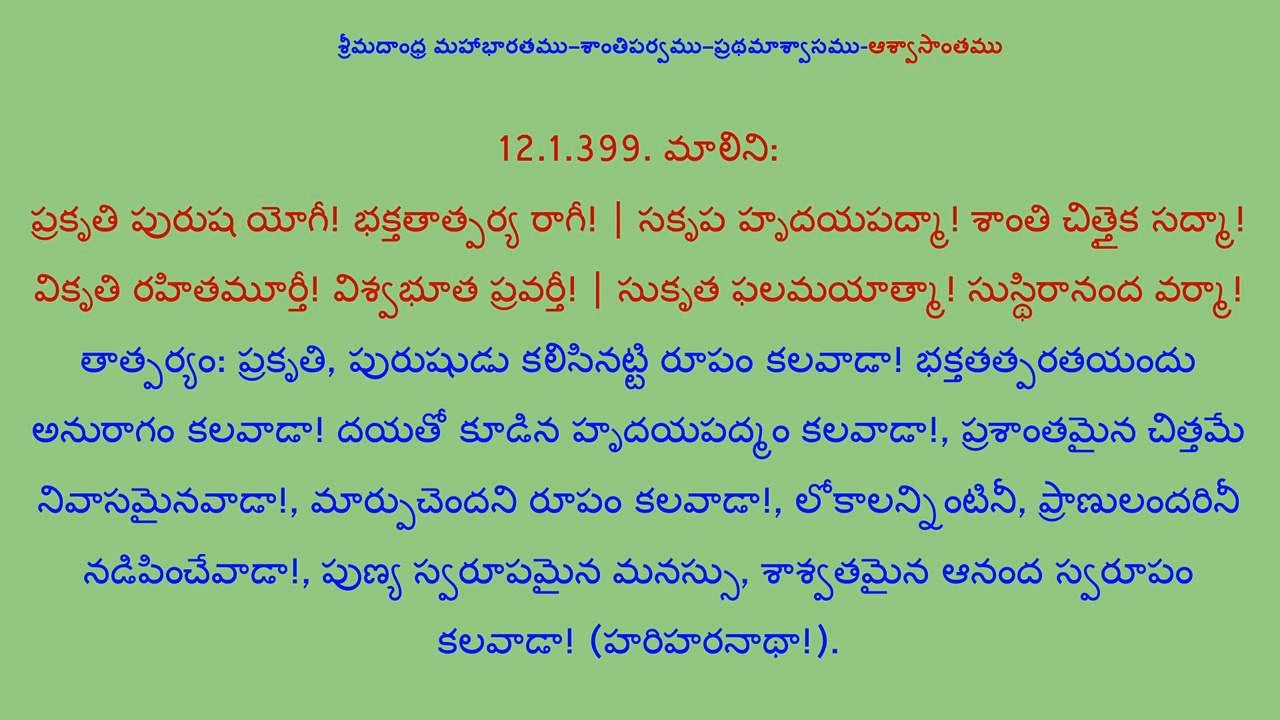 శ్రీమదాంధ్ర మహాభారతము–శాంతిపర్వము–ప్రథమాశ్వాసము-ఆశ్వాసాంతము
12.1.399. మాలిని:
ప్రకృతి పురుష యోగీ! భక్తతాత్పర్య రాగీ! | సకృప హృదయపద్మా! శాంతి చిత్తైక సద్మా!
వికృతి రహితమూర్తీ! విశ్వభూత ప్రవర్తీ! | సుకృత ఫలమయాత్మా! సుస్థిరానంద వర్మా!
తాత్పర్యం: ప్రకృతి, పురుషుడు కలిసినట్టి రూపం కలవాడా! భక్తతత్పరతయందు
అనురాగం కలవాడా! దయతో కూడిన హృదయపద్మం కలవాడా!, ప్రశాంతమైన చిత్తమే
నివాసమైనవాడా!, మార్పుచెందని రూపం కలవాడా!, లోకాలన్నింటినీ, ప్రాణులందరినీ
నడిపించేవాడా!, పుణ్య స్వరూపమైన మనస్సు, శాశ్వతమైన ఆనంద స్వరూపం
కలవాడా! (హరిహరనాథా!).